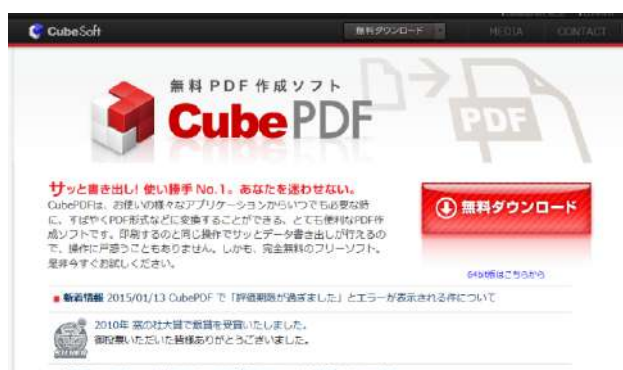 CubeSoft
無料ダウンロード
MEDIA
CONTACT
無料 PDF 作成ソフト
CubePDF
PDF
サッと書き出し! 使い勝手 No.1。あなたを迷わせない。
CubePDFは、お使いの様々なアプリケーションからいつでも必要な時
に、すばやくPDF形式などに変換することができる、とても便利なPDF作
成ソフトです。印刷するのと同じ操作でサッとデータ書き出しが行えるの
で、操作に戸惑うこともありません。しかも、完全無料のフリーソフト。
是非今すぐお試しください。
無料ダウンロード
64bit版はこちらから
新着情報 2015/01/13 CubePDF で「評価期限が過ぎました」とエラーが表示される件について
2010年 窓の杜大賞で銀賞を受賞いたしました。
御投票いただいた皆様ありがとうございました。